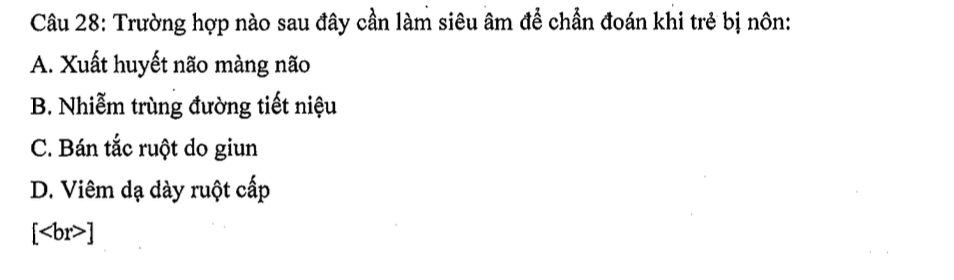 Câu 28: Trường hợp nào sau đây cần làm siêu âm để chẩn đoán khi trẻ bị nôn:
A. Xuất huyết não màng não
B. Nhiễm trùng đường tiết niệu
C. Bán tắc ruột do giun
D. Viêm dạ dày ruột cấp
[<br>]